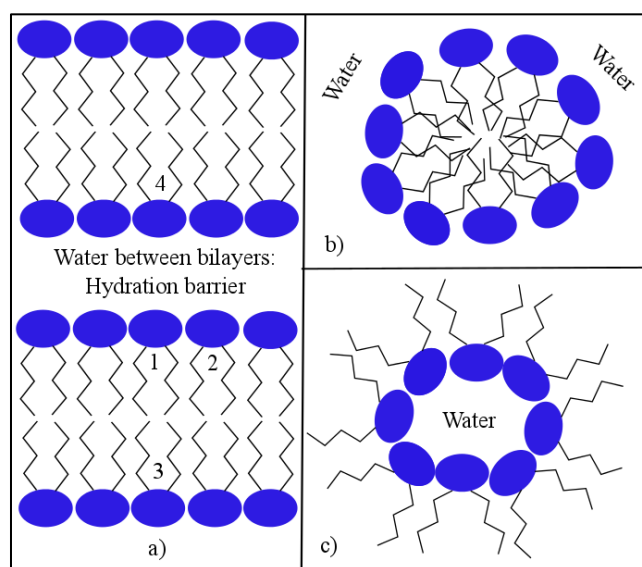 4
Water between bilayers:
Hydration barrier
1 2
3
a)
Water
Water
b)
Water
c)